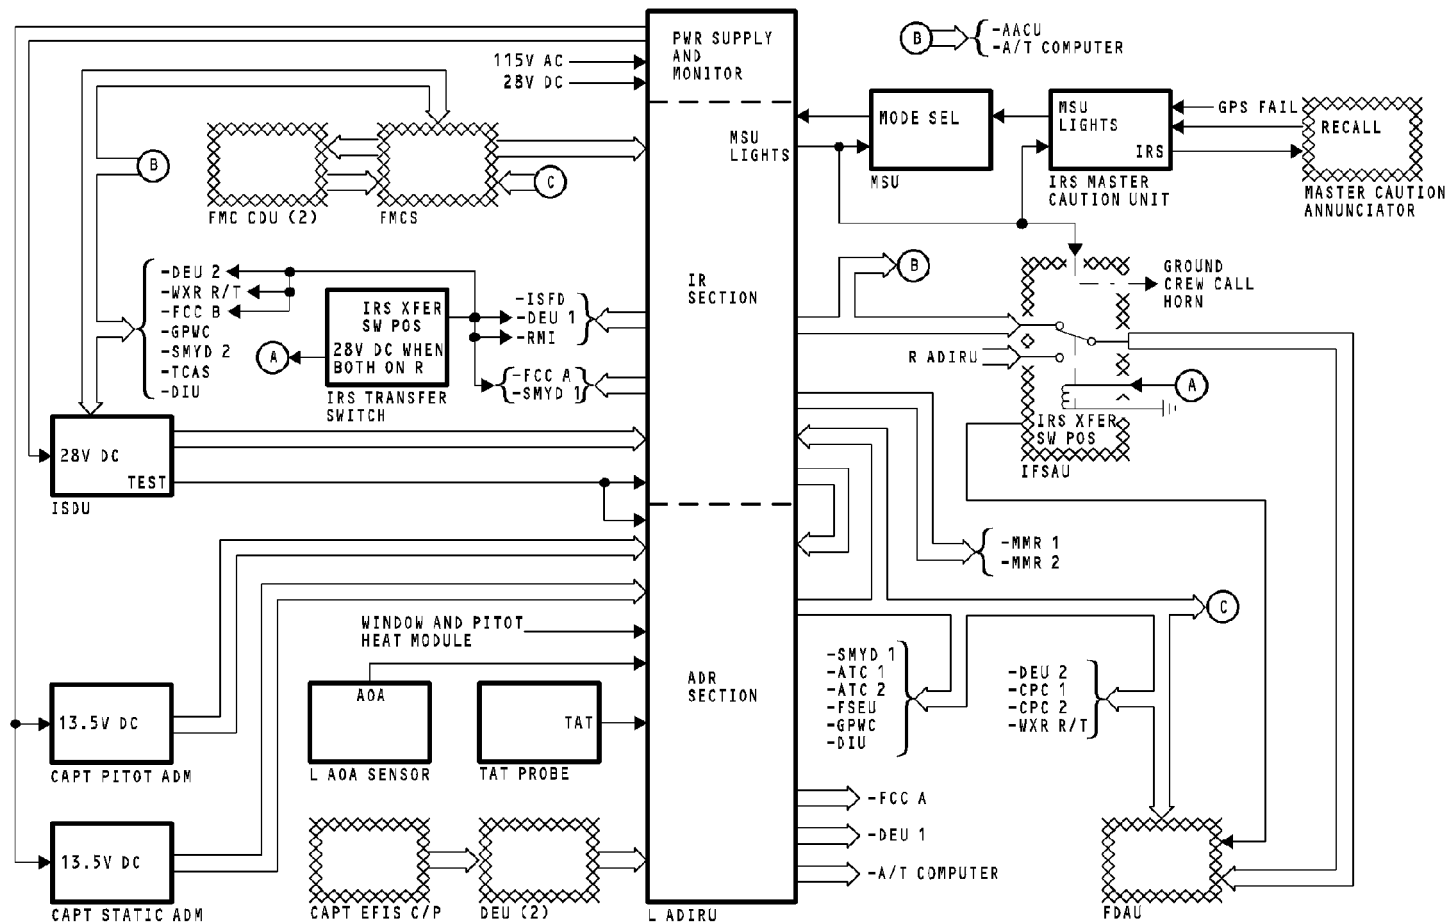 PWR SUPPLY
AND
MONITOR
115V AC
28V DC
B
-AACU
-A/T COMPUTER
MSU
LIGHTS
MODE SEL
MSU
MSU
LIGHTS
IRS
IRS MASTER
CAUTION UNIT
GPS FAIL
RECALL
MASTER CAUTION
ANNUNCIATOR
B
FMC CDU (2)
FMCS
C
-DEU 2
-WXR R/T
-FCC B
-GPWC
-SMYD 2
-TCAS
-DIU
IRS XFER
SW POS
28V DC WHEN
BOTH ON R
IRS TRANSFER
SWITCH
A
-ISFD
-DEU 1
-RMI
-FCC A
-SMYD 1
IR
SECTION
B
GROUND
CREW CALL
HORN
R ADIRU
A
IRS XFER
SW POS
IFSAU
28V DC
TEST
ISDU
-MMR 1
-MMR 2
C
WINDOW AND PITOT
HEAT MODULE
ADR
SECTION
-SMYD 1
-ATC 1
-ATC 2
-FSEU
-GPWC
-DIU
-DEU 2
-CPC 1
-CPC 2
-WXR R/T
13.5V DC
CAPT PITOT ADM
AOA
L AOA SENSOR
TAT
TAT PROBE
-FCC A
-DEU 1
-A/T COMPUTER
13.5V DC
CAPT STATIC ADM
CAPT EFIS C/P
DEU (2)
L ADIRU
FDAU